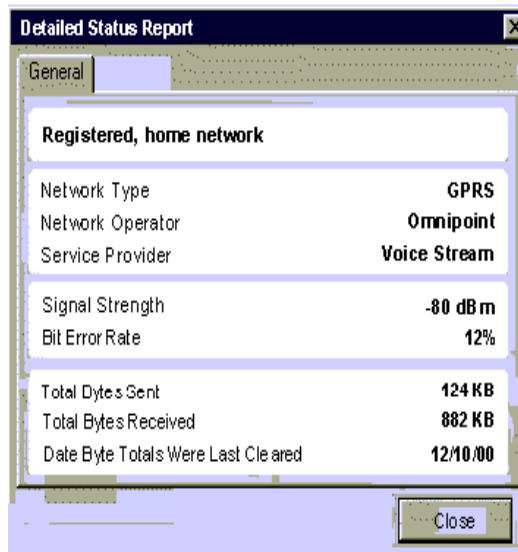 Detailed Status Report
General
Registered, home network
Network Type GPRS
Network Operator Omnipoint
Service Provider Voice Stream
Signal Strength -80 dBm
Bit Error Rate 12%
Total Dytes Sent 124 KB
Total Bytes Received 882 KB
Date Byte Totals Were Last Cleared 12/10/00
Close